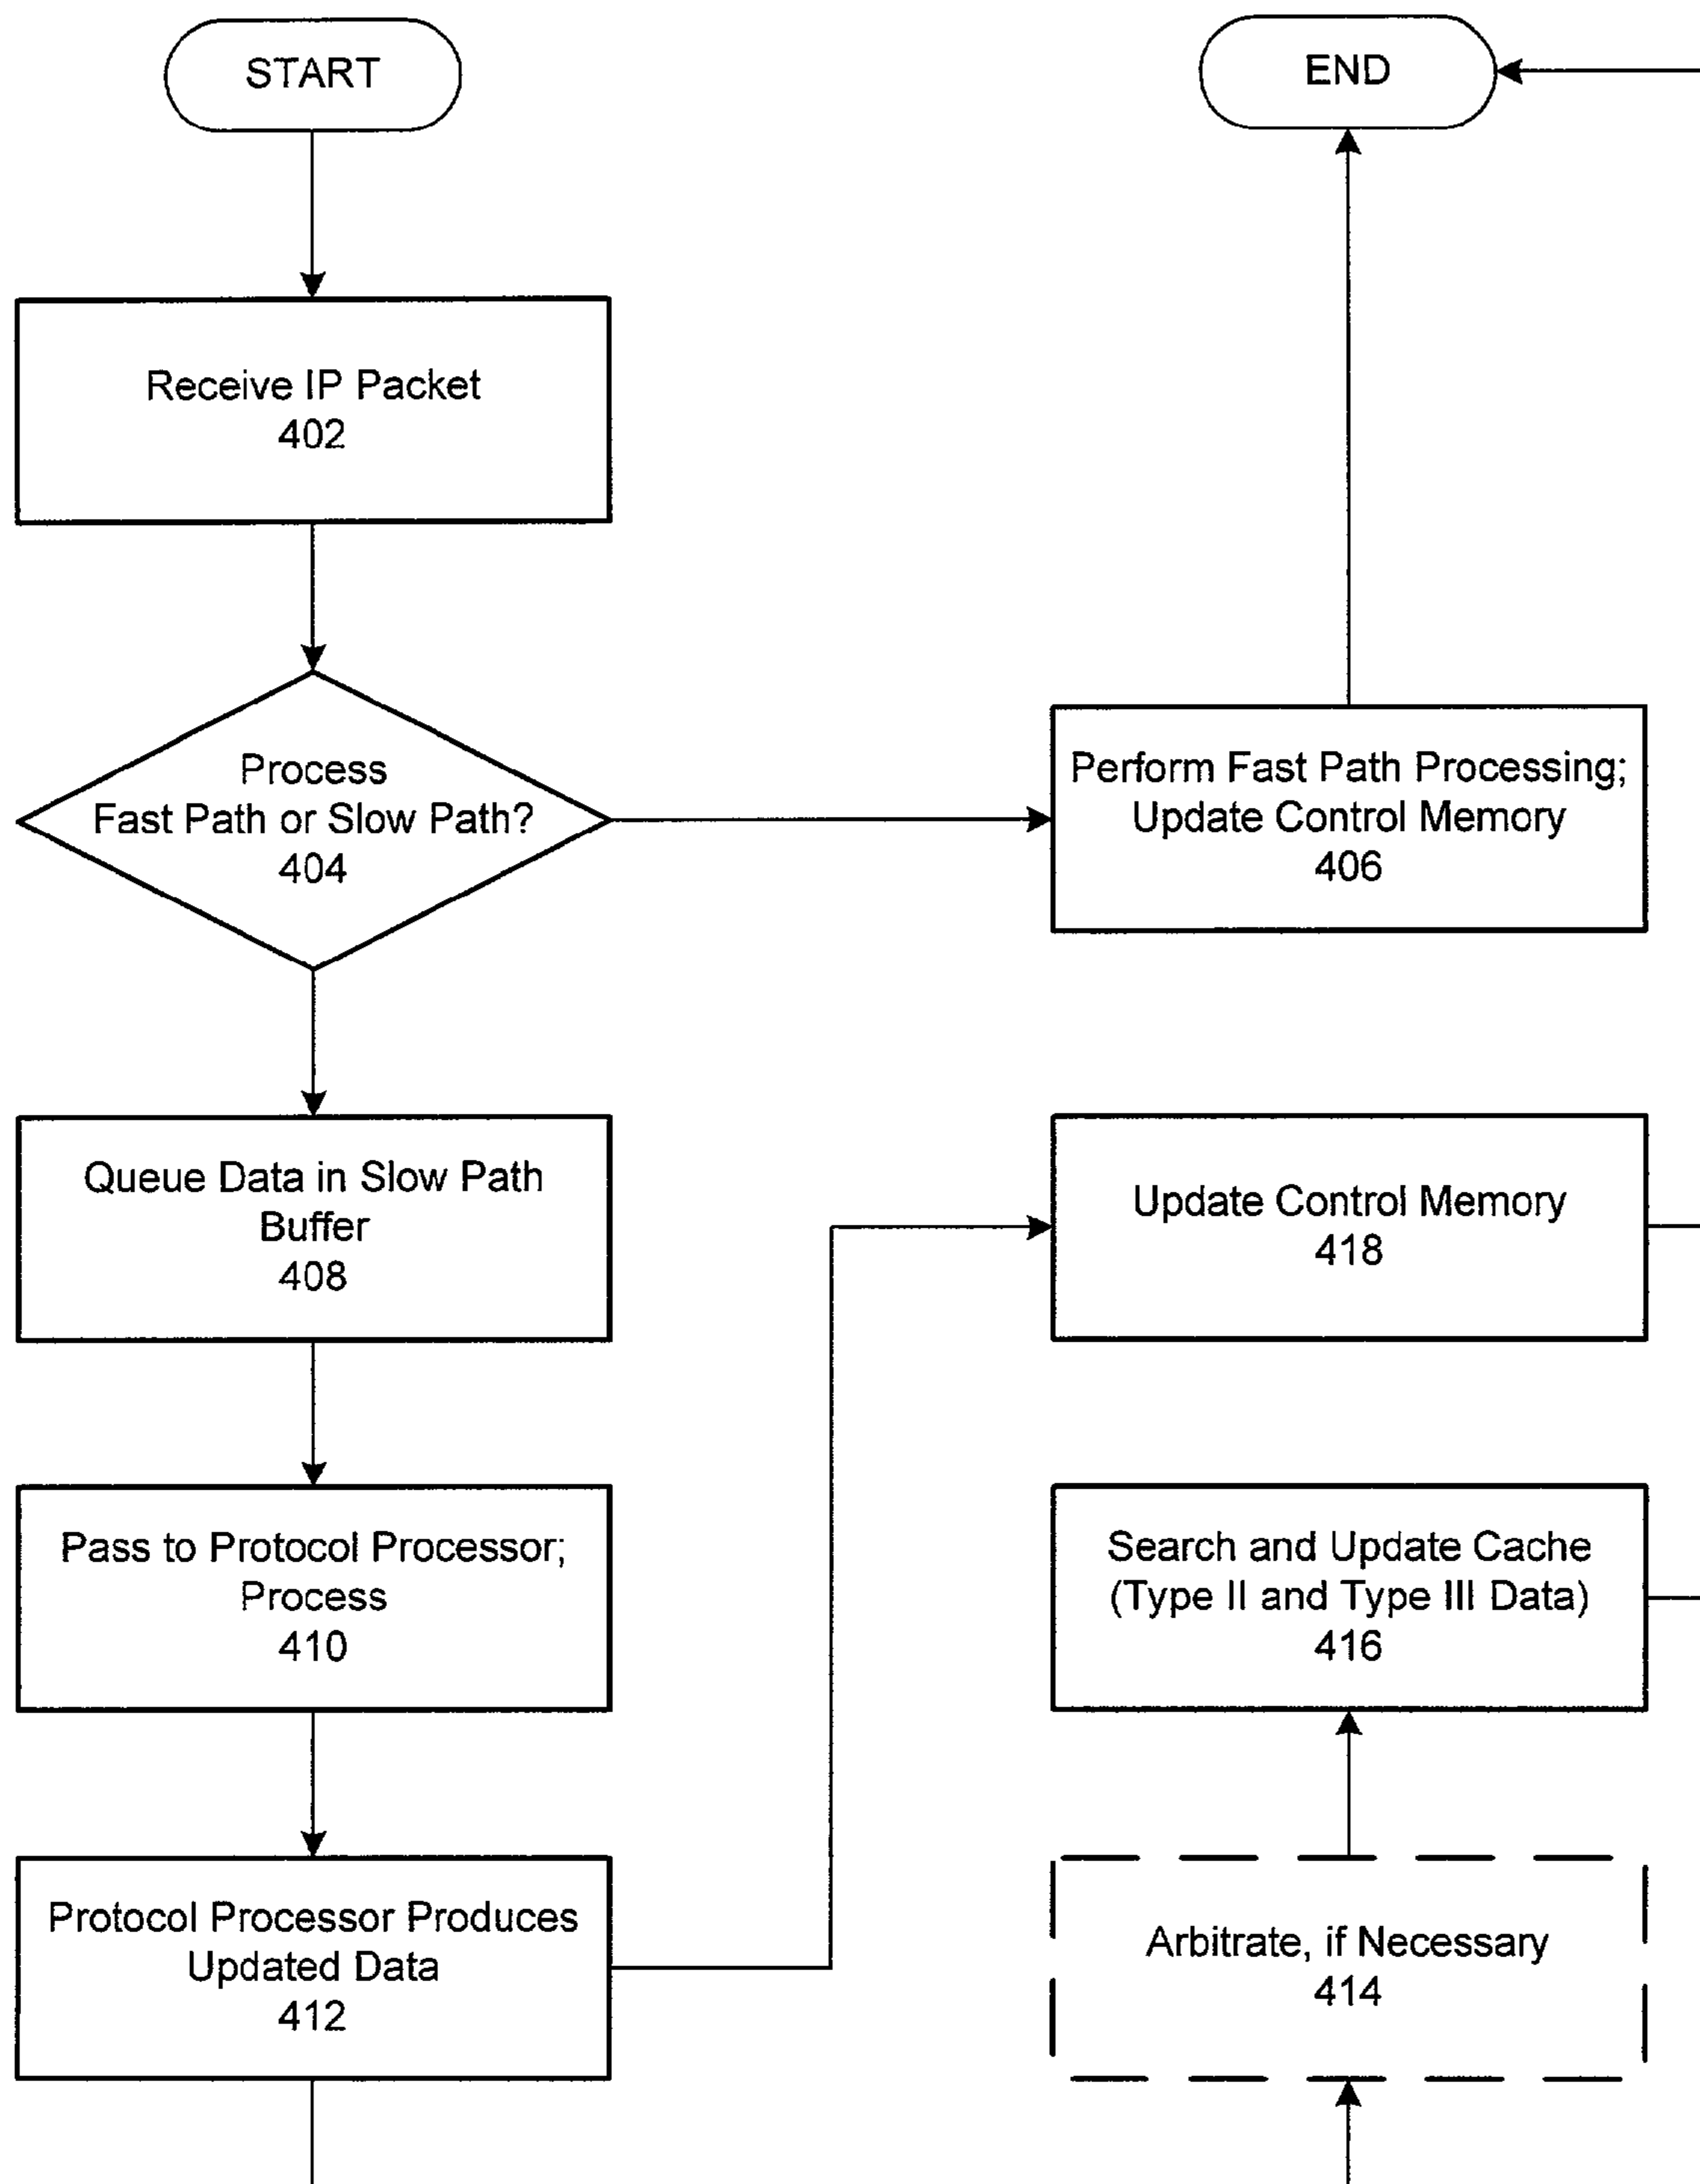 START
END
Receive IP Packet
402
Process
Fast Path or Slow Path?
404
Perform Fast Path Processing;
Update Control Memory
406
Queue Data in Slow Path
Buffer
408
Update Control Memory
418
Pass to Protocol Processor;
Process
410
Search and Update Cache
(Type II and Type III Data)
416
Protocol Processor Produces
Updated Data
412
Arbitrate, if Necessary
414